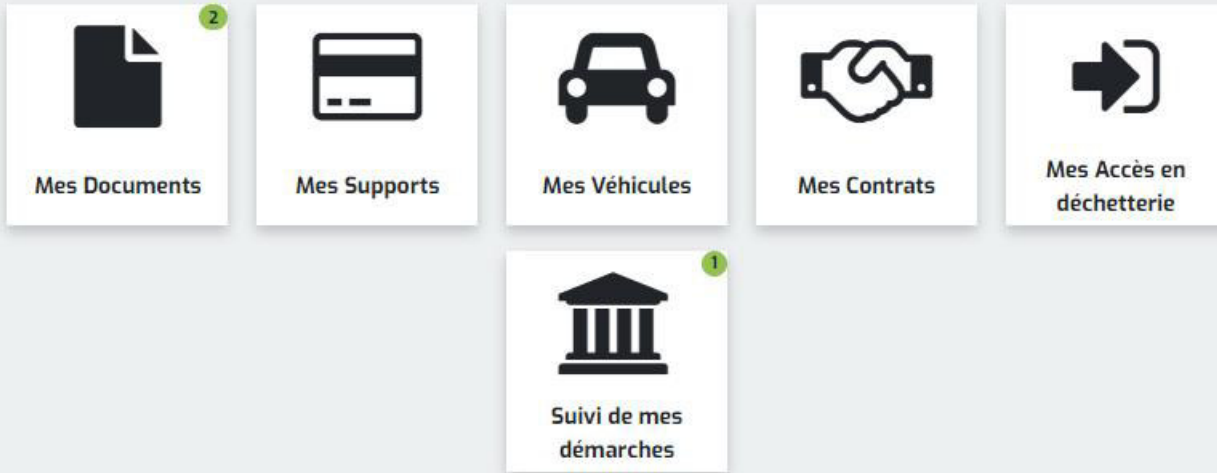 2
Mes Documents
Mes Supports
Mes Véhicules
Mes Contrats
Mes Accès en
déchetterie
1
Suivi de mes
démarches